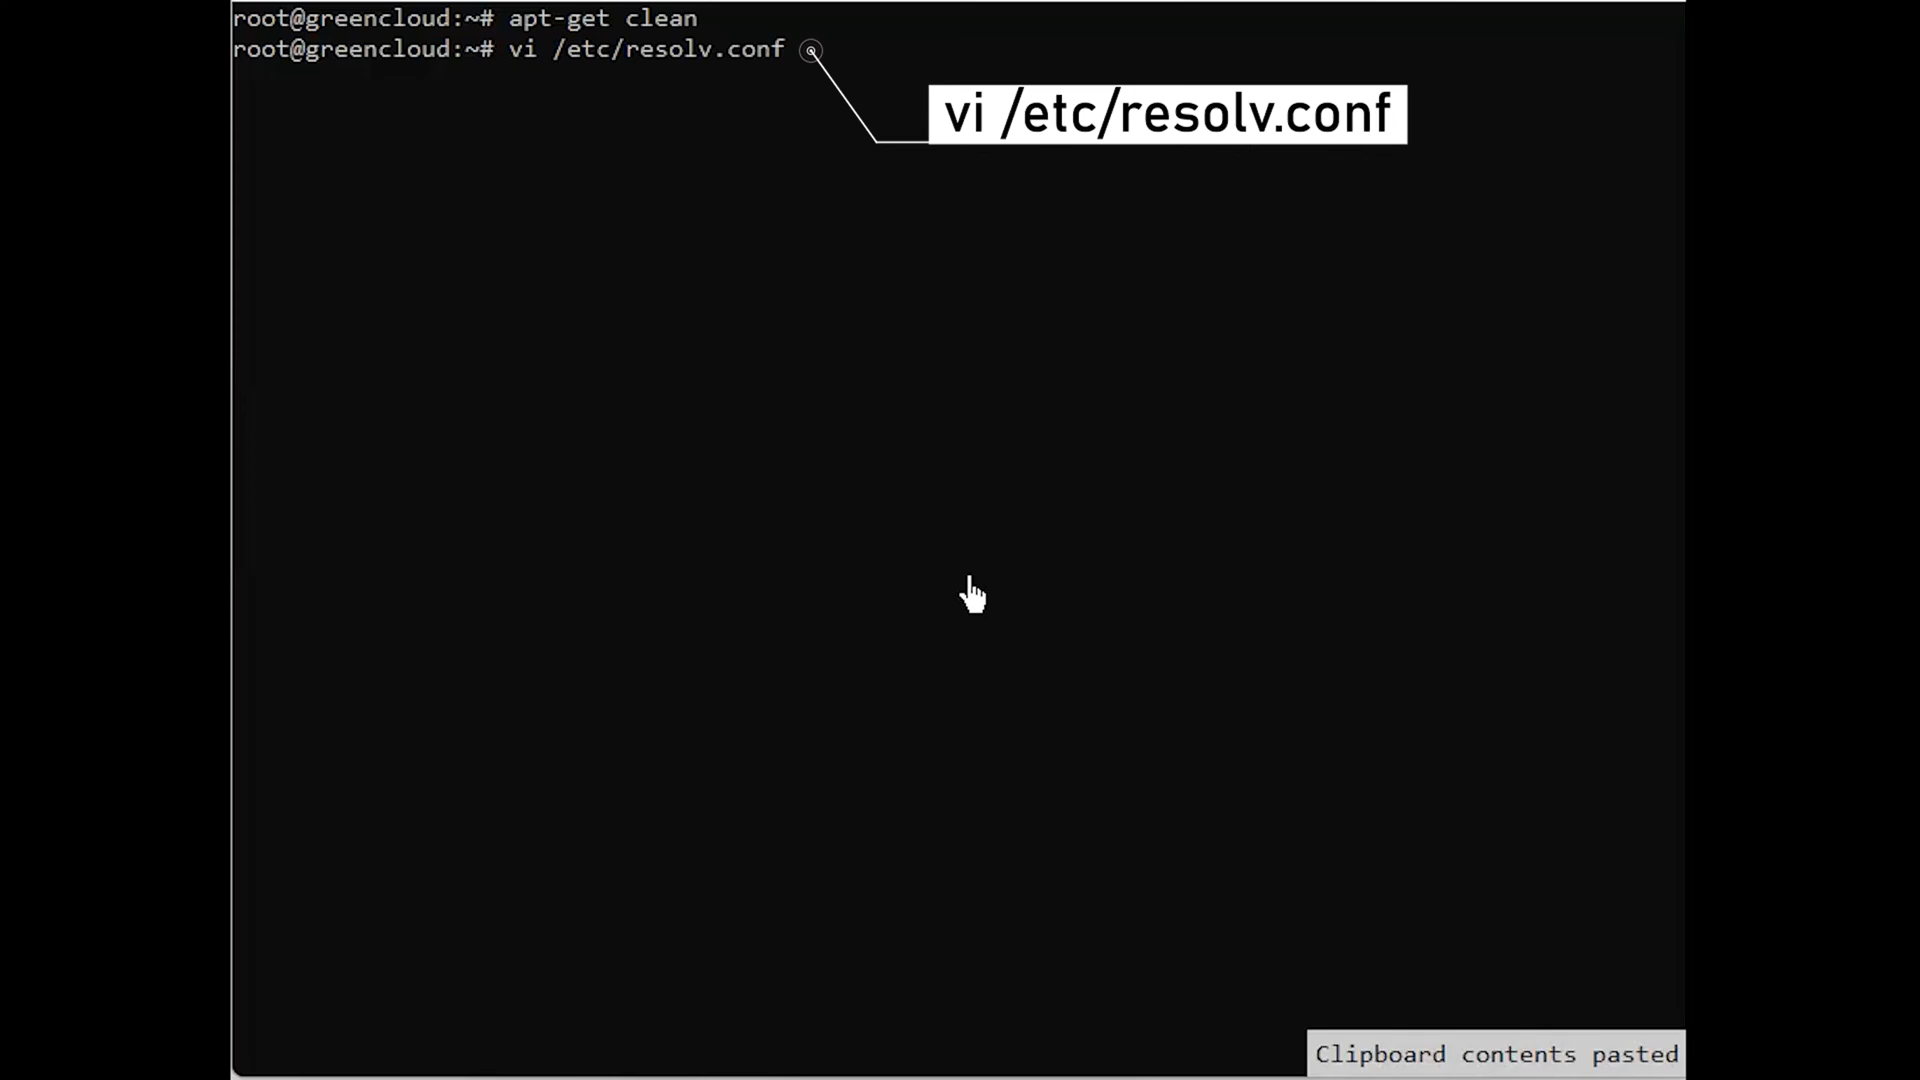 root@greencloud:~# apt-get clean
root@greencloud:~# vi /etc/resolv.conf
vi /etc/resolv.conf
Clipboard contents pasted